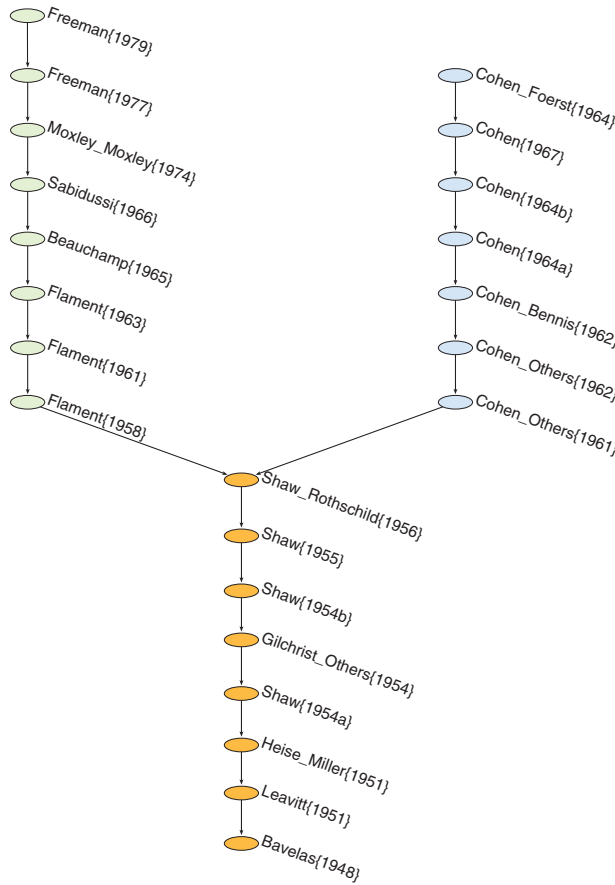 Freeman{1979}
Freeman{1977}
Moxley_Moxley{1974}
Sabidussi{1966}
Beauchamp{1965}
Flament{1963}
Flament{1961}
Flament{1958}
Cohen_Foerst{1964}
Cohen{1967}
Cohen{1964b}
Cohen{1964a}
Cohen_Bennis{1962}
Cohen_Others{1962}
Cohen_Others{1961}
Shaw_Rothschild{1956}
Shaw{1955}
Shaw{1954b}
Gilchrist_Others{1954}
Shaw{1954a}
Heise_Miller{1951}
Leavitt{1951}
Bavelas{1948}